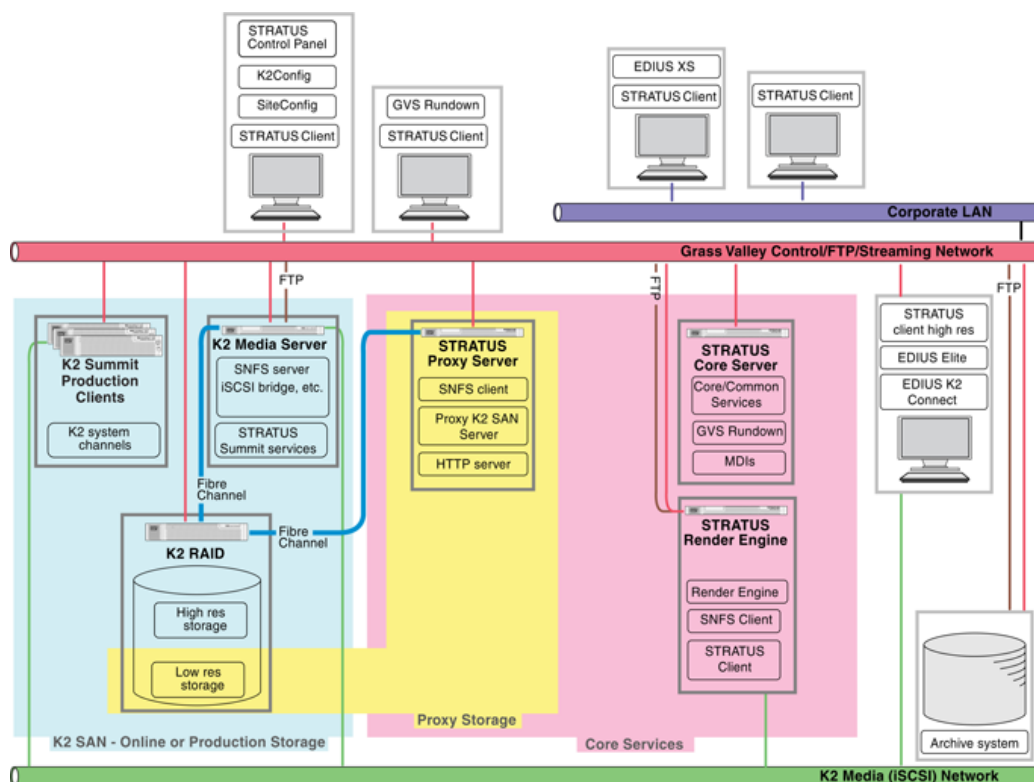 STRATUS
Control Panel
K2Config
SiteConfig
STRATUS Client
GVS Rundown
STRATUS Client
EDIUS XS
STRATUS Client
STRATUS Client
Corporate LAN
Grass Valley Control/FTP/Streaming Network
FTP
FTP
FTP
K2 Summit
Production
Clients
K2 system
channels
K2 Media Server
SNFS server
iSCSI bridge, etc.
STRATUS
Summit services
STRATUS
Proxy Server
SNFS client
Proxy K2 SAN
Server
HTTP server
STRATUS
Core Server
Core/Common
Services
GVS Rundown
MDIs
STRATUS
client high res
EDIUS Elite
EDIUS K2
Connect
Fibre
Channel
Fibre
Channel
K2 RAID
High res
storage
Low res
storage
STRATUS
Render Engine
Render Engine
SNFS Client
STRATUS
Client
Archive system
Proxy Storage
K2 SAN - Online or Production Storage
Core Services
K2 Media (iSCSI) Network